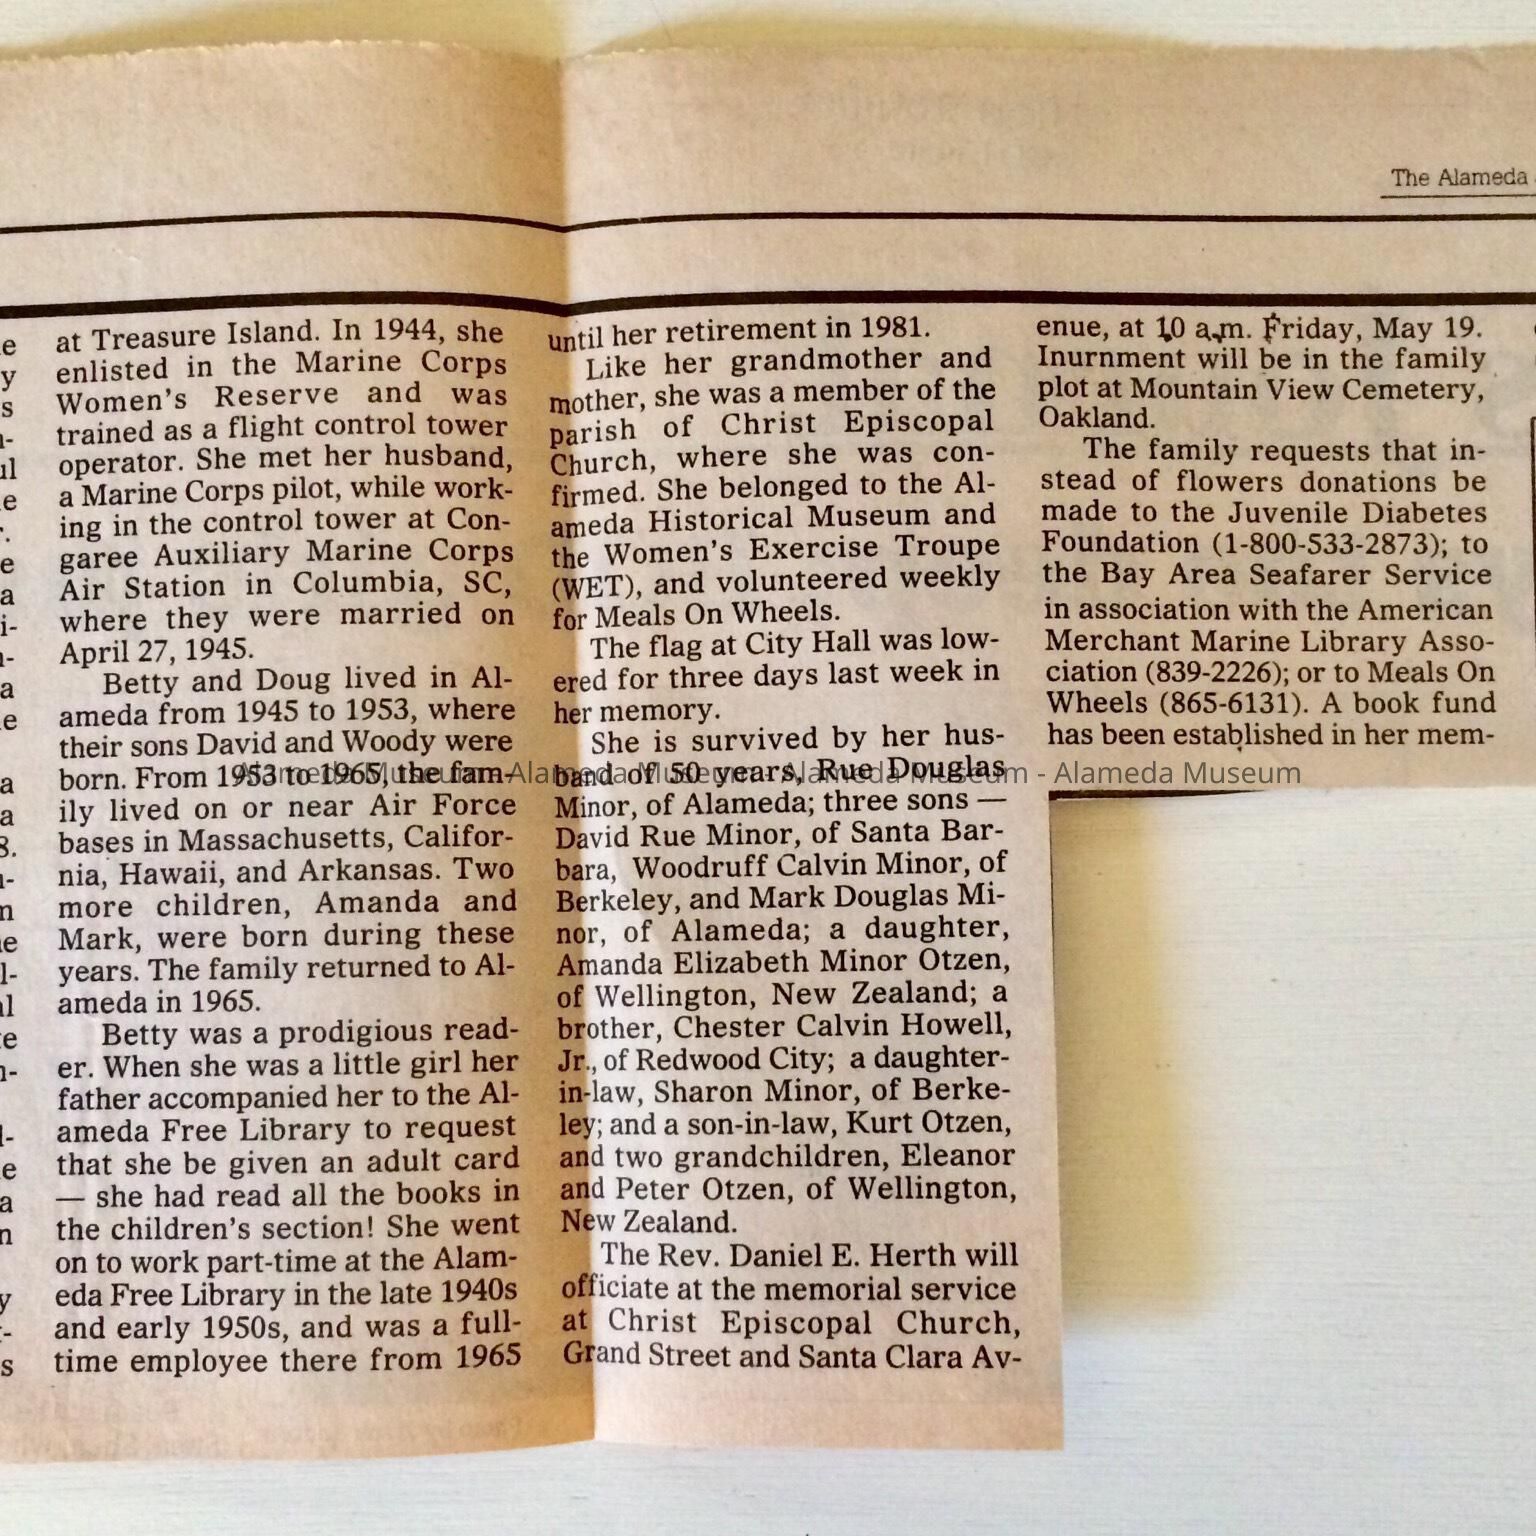 The Alameda
at Treasure Island. In 1944, she
enlisted in the Marine Corps
Women's Reserve and was
trained as a flight control tower
operator. She met her husband,
a Marine Corps pilot, while work-
ing in the control tower at Con-
garee Auxiliary Marine Corps
Air Station in Columbia, SC,
where they were married on
April 27, 1945.
Betty and Doug lived in Al-
ameda from 1945 to 1953, where
their sons David and Woody were
born. From 1953 to 1965, the fam-
ily lived on or near Air Force
bases in Massachusetts, Califor-
nia, Hawaii, and Arkansas. Two
more children, Amanda and
Mark, were born during these
years. The family returned to Al-
ameda in 1965.
Betty was a prodigious read-
er. When she was a little girl her
father accompanied her to the Al-
ameda Free Library to request
that she be given an adult card
— she had read all the books in
the children's section! She went
on to work part-time at the Alam-
eda Free Library in the late 1940s
and early 1950s, and was a full-
time employee there from 1965
until her retirement in 1981.
Like her grandmother and
mother, she was a member of the
parish of Christ Episcopal
Church, where she was con-
firmed. She belonged to the Al-
ameda Historical Museum and
the Women's Exercise Troupe
(WET), and volunteered weekly
for Meals On Wheels.
The flag at City Hall was low-
ered for three days last week in
her memory.
She is survived by her hus-
band of 50 years, Rue Douglas
Minor, of Alameda; three sons —
David Rue Minor, of Santa Bar-
bara, Woodruff Calvin Minor, of
Berkeley, and Mark Douglas Mi-
nor, of Alameda; a daughter,
Amanda Elizabeth Minor Otzen,
of Wellington, New Zealand; a
brother, Chester Calvin Howell,
Jr., of Redwood City; a daughter-
in-law, Sharon Minor, of Berke-
ley; and a son-in-law, Kurt Otzen,
and two grandchildren, Eleanor
and Peter Otzen, of Wellington,
New Zealand.
The Rev. Daniel E. Herth will
officiate at the memorial service
at Christ Episcopal Church,
Grand Street and Santa Clara Av-
enue, at 10 a.m. Friday, May 19.
Inurnment will be in the family
plot at Mountain View Cemetery,
Oakland.
The family requests that in-
stead of flowers donations be
made to the Juvenile Diabetes
Foundation (1-800-533-2873); to
the Bay Area Seafarer Service
in association with the American
Merchant Marine Library Asso-
ciation (839-2226); or to Meals On
Wheels (865-6131). A book fund
has been established in her mem-
Alameda Museum - Alameda Museum - Alameda Museum - Alameda Museum